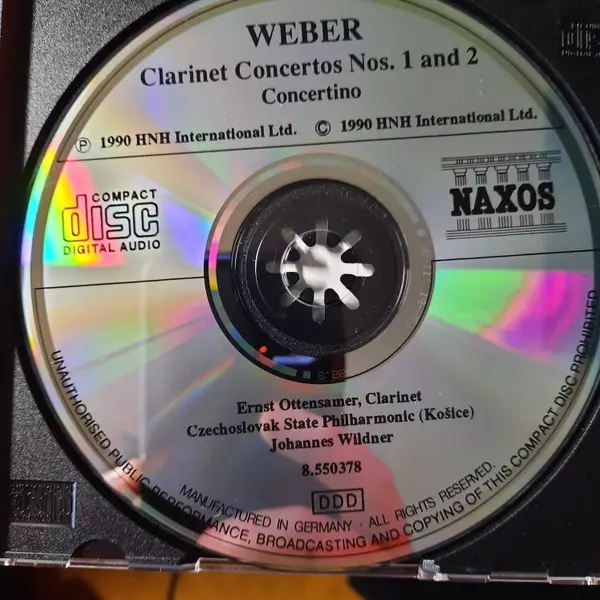 WEBER
Clarinet Concertos Nos. 1 and 2
Concertino
Ⓟ 1990 HNH International Ltd. © 1990 HNH International Ltd.
COMPACT
disc
DIGITAL AUDIO
NAXOS
Ernst Ottensamer, Clarinet
Czechoslovak State Philharmonic (Košice)
Johannes Wildner
8.550378
DDD
MANUFACTURED IN GERMANY · ALL RIGHTS RESERVED.
UNAUTHORISED PUBLIC PERFORMANCE, BROADCASTING AND COPYING OF THIS COMPACT DISC PROHIBITED